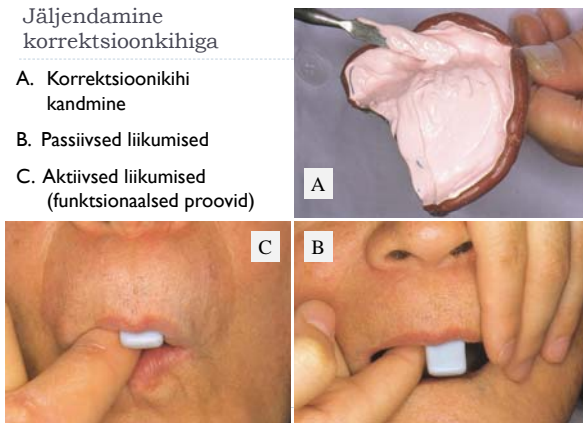 Jäljendamine
korrektsioonkihiga
A. Korrektsioonikihi
kandmine
B. Passiivsed liikumised
C. Aktiivsed liikumised
(funktsionaalsed proovid)
A
C
B